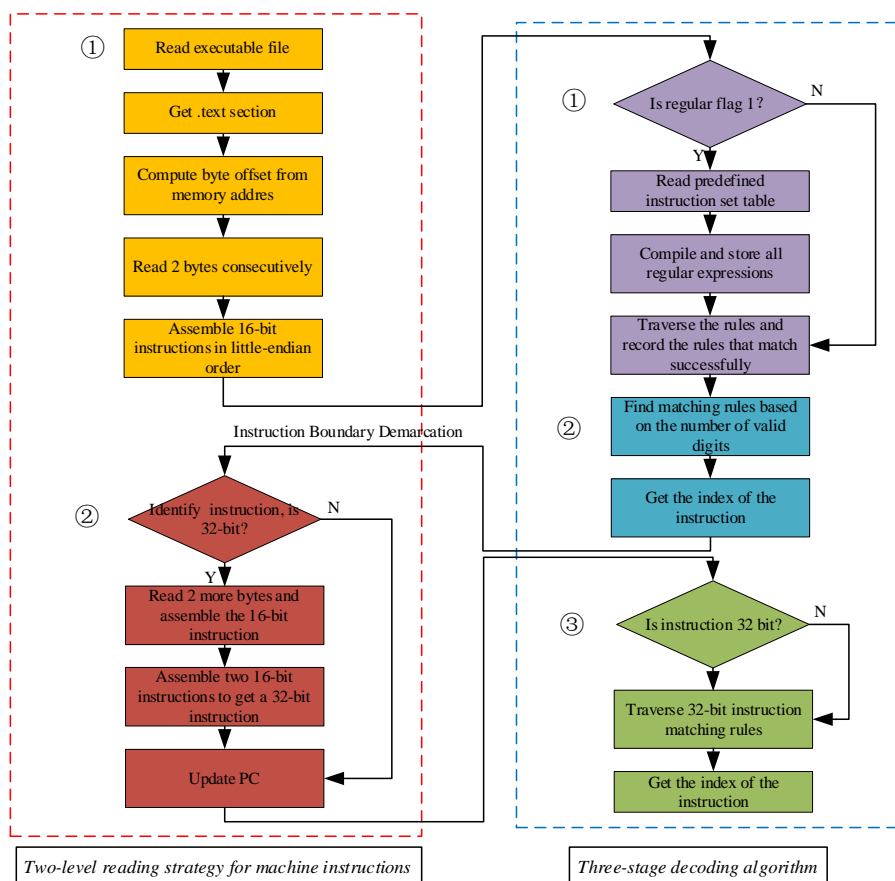 ①
Read executable file
Get .text section
Compute byte offset from
memory addres
Read 2 bytes consecutively
Assemble 16-bit
instructions in little-endian
order
①
Is regular flag 1?
N
Y
Read predefined
instruction set table
Compile and store all
regular expressions
Traverse the rules and
record the rules that match
successfully
②
Find matching rules based
on the number of valid
digits
Get the index of the
instruction
Instruction Boundary Demarcation
②
Identify instruction, is
32-bit?
N
Y
Read 2 more bytes and
assemble the 16-bit
instruction
Assemble two 16-bit
instructions to get a 32-bit
instruction
Update PC
③
Is instruction 32 bit?
N
Traverse 32-bit instruction
matching rules
Get the index of the
instruction
Two-level reading strategy for machine instructions
Three-stage decoding algorithm